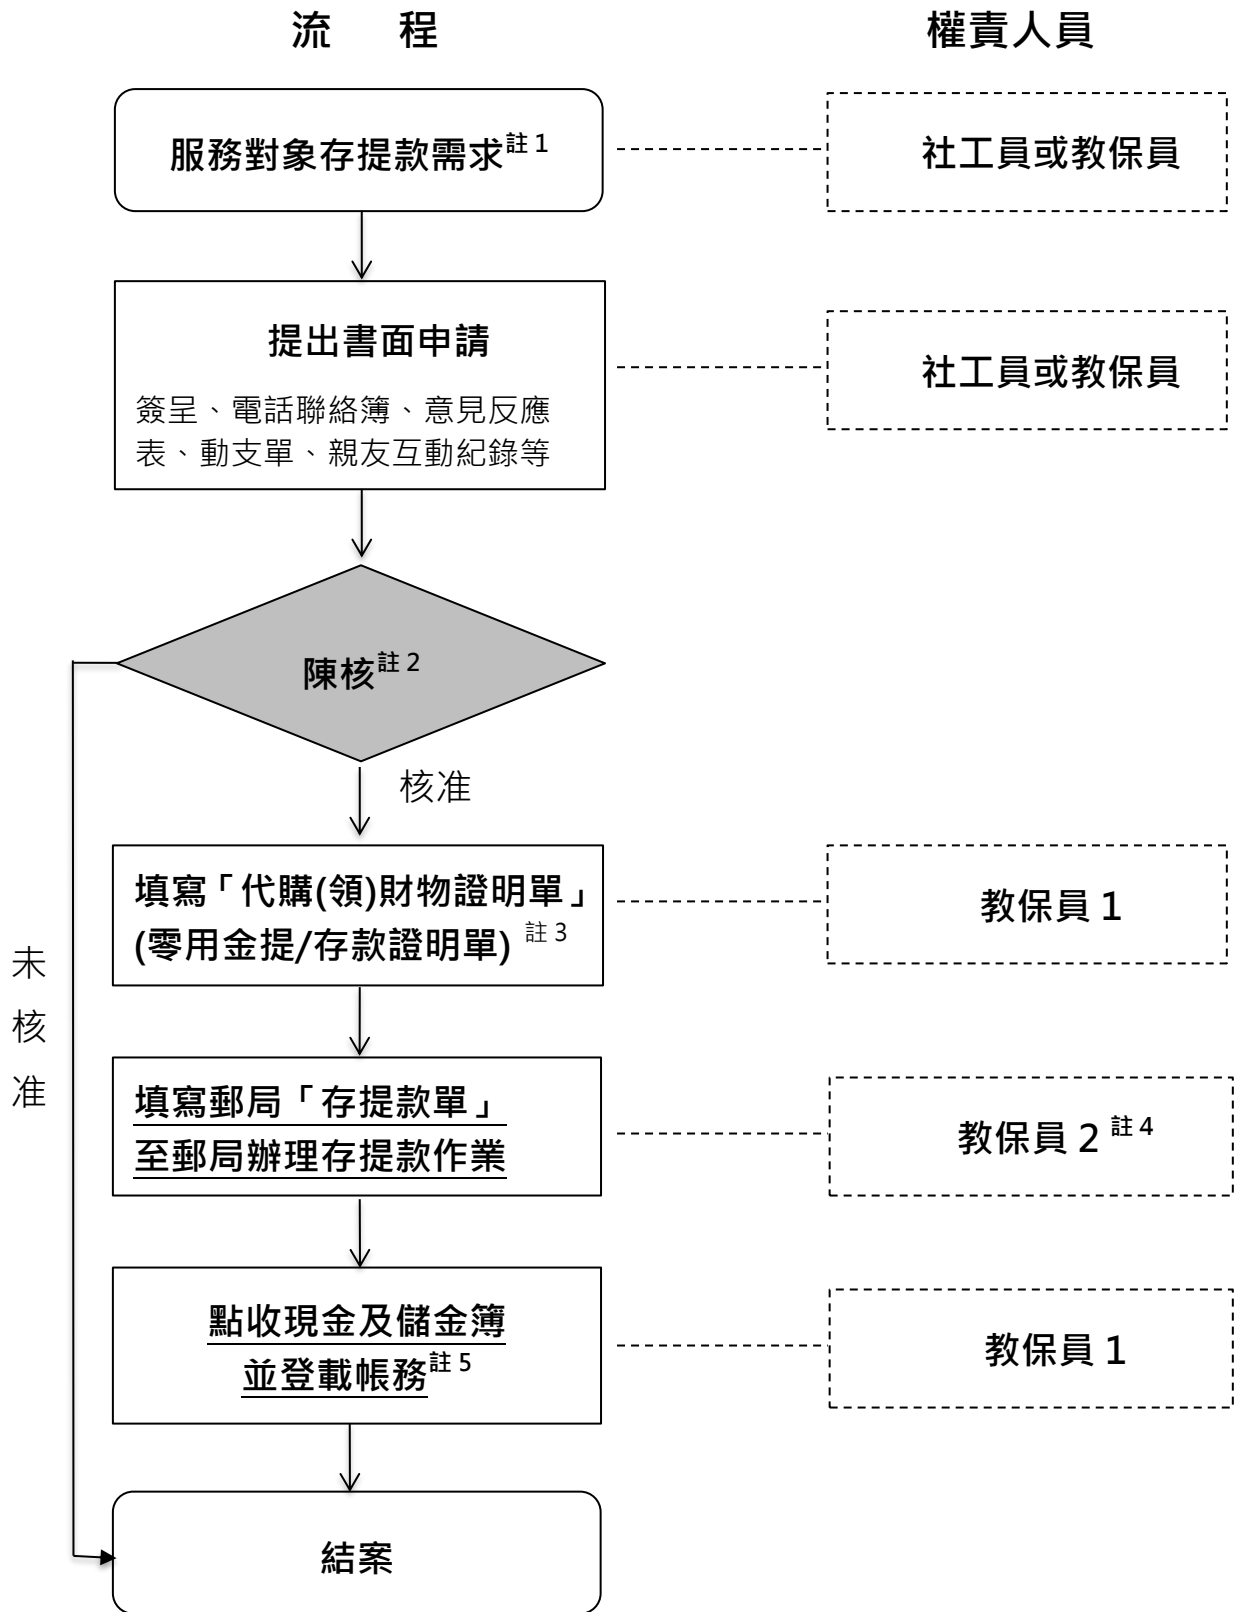 流 程
權責人員
服務對象存提款需求註1
社工員或教保員
提出書面申請
簽呈、電話聯絡簿、意見反應
表、動支單、親友互動紀錄等
社工員或教保員
陳核註2
核准
未
核
准
填寫「代購(領)財物證明單」
(零用金提/存款證明單) 註3
教保員1
填寫郵局「存提款單」
至郵局辦理存提款作業
教保員2 註4
點收現金及儲金簿
並登載帳務註5
教保員1
結案